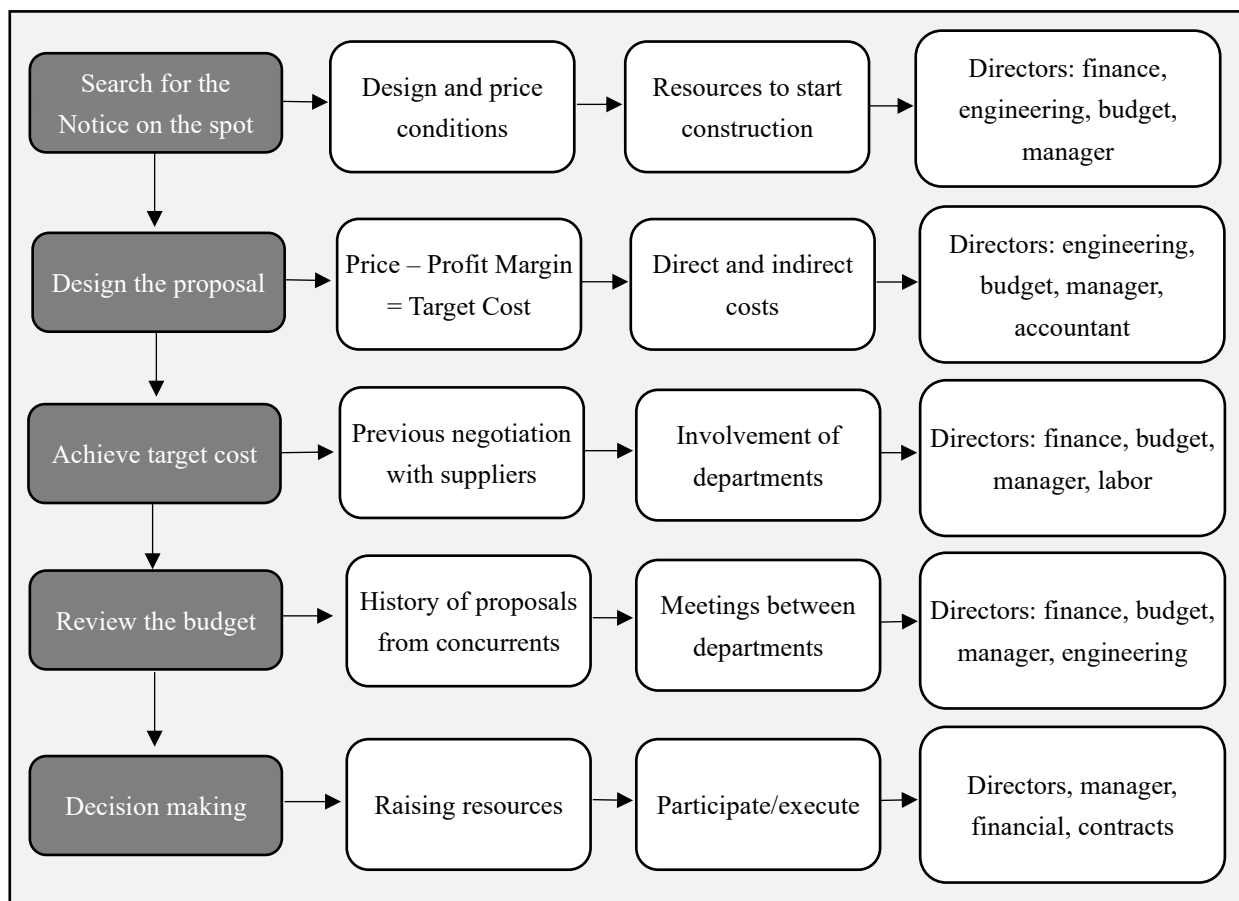 Search for the
Notice on the spot
Design and price
conditions
Resources to start
construction
Directors: finance,
engineering, budget,
manager
Design the proposal
Price – Profit Margin
= Target Cost
Direct and indirect
costs
Directors: engineering,
budget, manager,
accountant
Achieve target cost
Previous negotiation
with suppliers
Involvement of
departments
Directors: finance, budget,
manager, labor
Review the budget
History of proposals
from concurrents
Meetings between
departments
Directors: finance, budget,
manager, engineering
Decision making
Raising resources
Participate/execute
Directors, manager,
financial, contracts